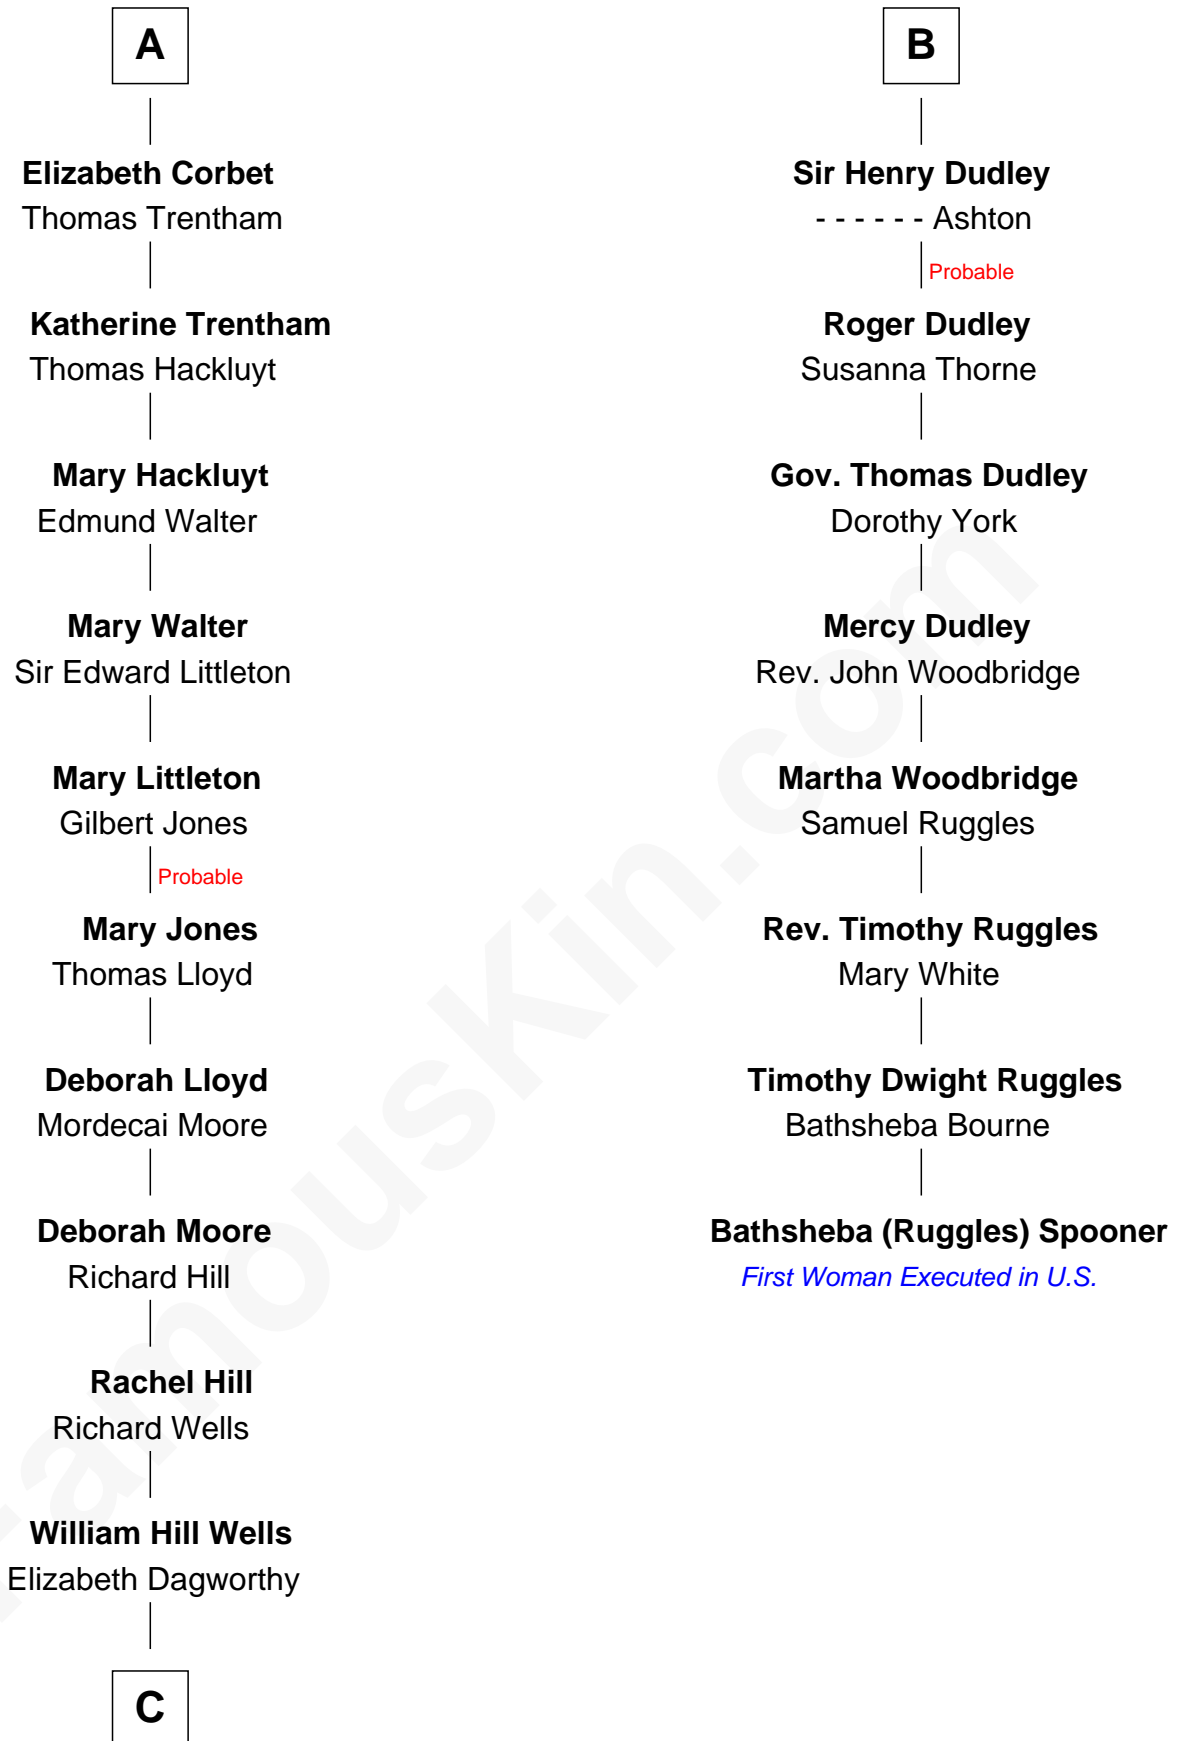 A
Elizabeth Corbet
Thomas Trentham
Katherine Trentham
Thomas Hackluyt
Mary Hackluyt
Edmund Walter
Mary Walter
Sir Edward Littleton
Mary Littleton
Gilbert Jones
Probable
Mary Jones
Thomas Lloyd
Deborah Lloyd
Mordecai Moore
Deborah Moore
Richard Hill
Rachel Hill
Richard Wells
William Hill Wells
Elizabeth Dagworthy
C
B
Sir Henry Dudley
- - - - - - Ashton
Probable
Roger Dudley
Susanna Thorne
Gov. Thomas Dudley
Dorothy York
Mercy Dudley
Rev. John Woodbridge
Martha Woodbridge
Samuel Ruggles
Rev. Timothy Ruggles
Mary White
Timothy Dwight Ruggles
Bathsheba Bourne
Bathsheba (Ruggles) Spooner
First Woman Executed in U.S.
FamousKin.com